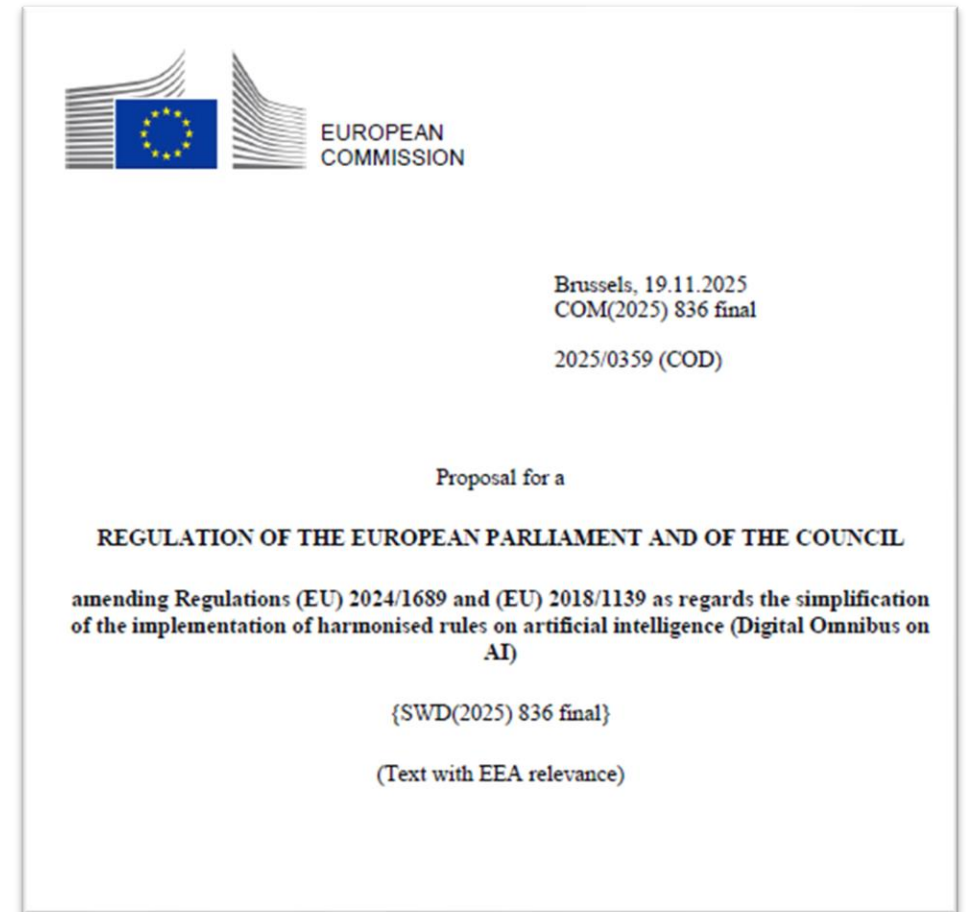 EUROPEAN
COMMISSION
Brussels, 19.11.2025
COM(2025) 836 final
2025/0359 (COD)
Proposal for a
REGULATION OF THE EUROPEAN PARLIAMENT AND OF THE COUNCIL
amending Regulations (EU) 2024/1689 and (EU) 2018/1139 as regards the simplification
of the implementation of harmonised rules on artificial intelligence (Digital Omnibus on
AI)
{SWD(2025) 836 final}
(Text with EEA relevance)